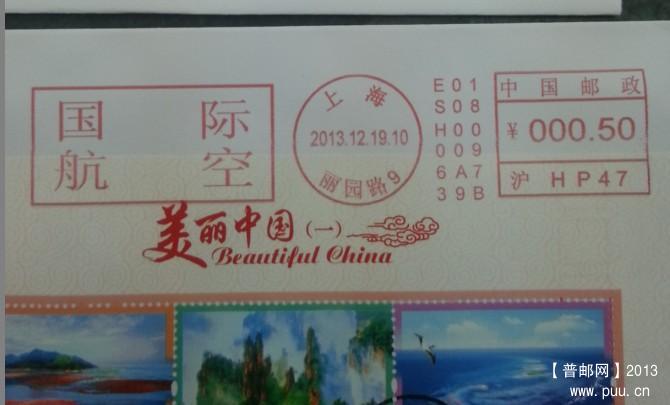 国 际
航 空
上 海
2013.12.19.10
丽园路9
E01
S08
H00
009
6A7
39B
中 国 邮 政
¥ 000.50
沪 HP47
美丽中国(一)
Beautiful China
【普邮网】2013
www.puu.cn